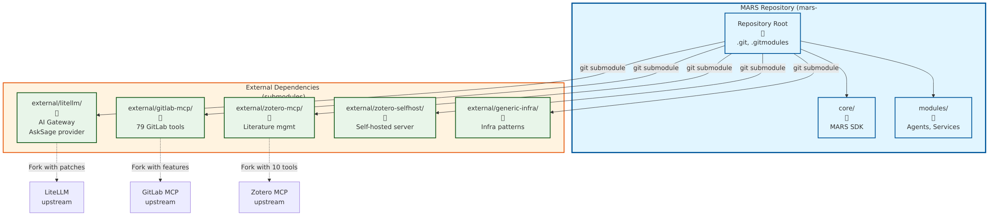 MARS Repository (mars-
Repository Root
.git, .gitmodules
git submodule
git submodule
git submodule
git submodule
git submodule
External Dependencies
(submodules)
external/litellm/
AI Gateway
AskSage provider
external/gitlab-mcp/
79 GitLab tools
external/zotero-mcp/
Literature mgmt
external/zotero-selfhost/
Self-hosted server
external/generic-infra/
Infra patterns
core/
MARS SDK
modules/
Agents, Services
Fork with patches
Fork with features
Fork with 10 tools
LiteLLM
upstream
GitLab MCP
upstream
Zotero MCP
upstream